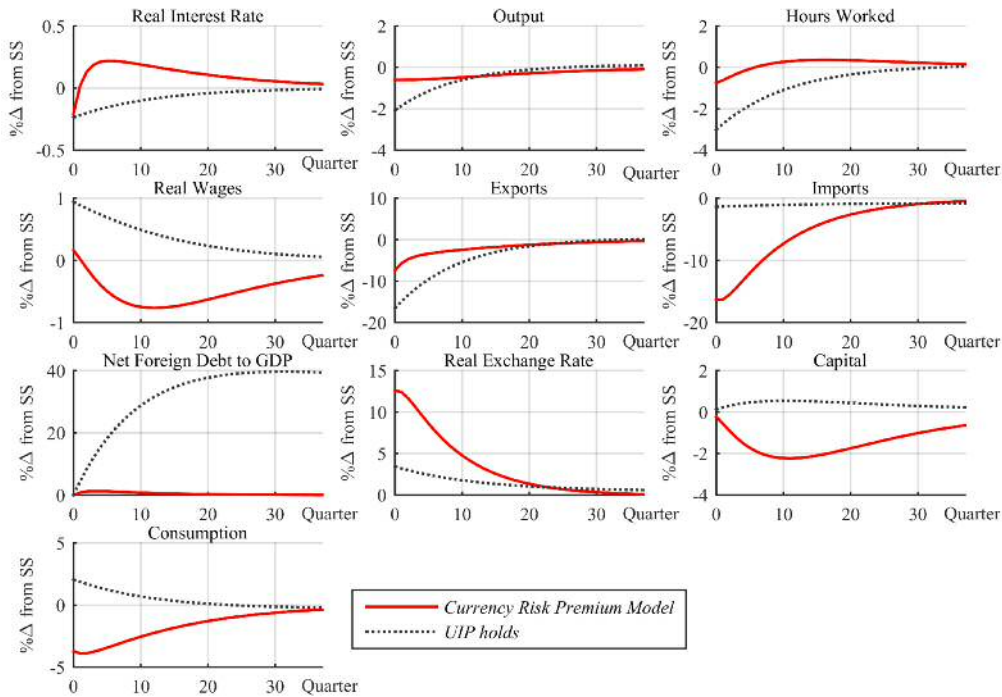 Real Interest Rate
Output
Hours Worked
%Δ from SS
0.5
0
-0.5
0 10 20 30 Quarter
%Δ from SS
2
0
-2
-4
0 10 20 30 Quarter
%Δ from SS
2
0
-2
-4
0 10 20 30 Quarter
Real Wages
Exports
Imports
%Δ from SS
1
0
-1
0 10 20 30 Quarter
%Δ from SS
10
0
-10
-20
0 10 20 30 Quarter
%Δ from SS
0
-10
-20
0 10 20 30 Quarter
Net Foreign Debt to GDP
Real Exchange Rate
Capital
%Δ from SS
40
20
0
0 10 20 30 Quarter
%Δ from SS
15
10
5
0
0 10 20 30 Quarter
%Δ from SS
2
0
-2
-4
0 10 20 30 Quarter
Consumption
%Δ from SS
5
0
-5
0 10 20 30 Quarter
Currency Risk Premium Model
UIP holds